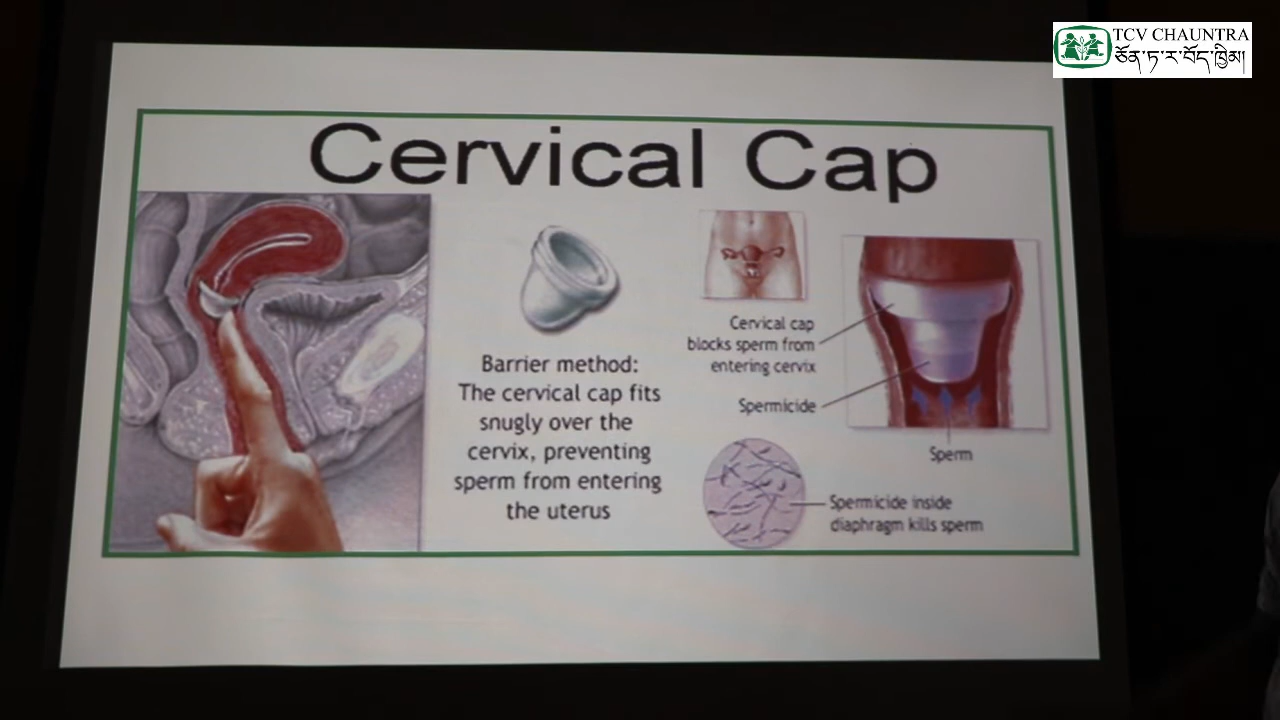 TCV CHAUNTRA
ཅོན་ཏ་ར་བོད་ཁྱིམ།
Cervical Cap
Barrier method:
The cervical cap fits
snugly over the
cervix, preventing
sperm from entering
the uterus
Cervical cap
blocks sperm from
entering cervix
Spermicide
Sperm
Spermicide inside
diaphragm kills sperm